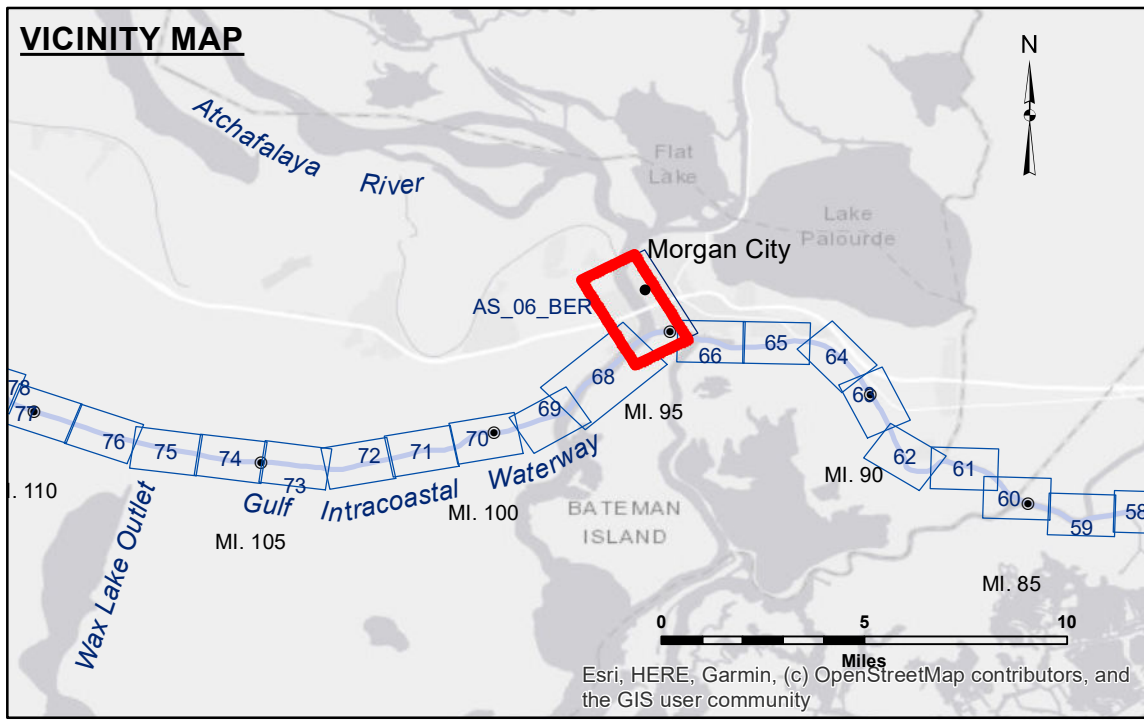 VICINITY MAP
N
Atchafalaya
River
Flat
Lake
Lake
Palourde
Morgan City
AS_06_BER
66
65
64
63
68
MI. 95
69
78
77
76
75
74
73
72
71
70
62
61
60
59
58
MI. 90
Waterway
Gulf
Intracoastal
MI. 110
MI. 100
BATEMAN
ISLAND
MI. 105
MI. 85
Wax Lake Outlet
0
5
10
Miles
Esri, HERE, Garmin, (c) OpenStreetMap contributors, and
the GIS user community